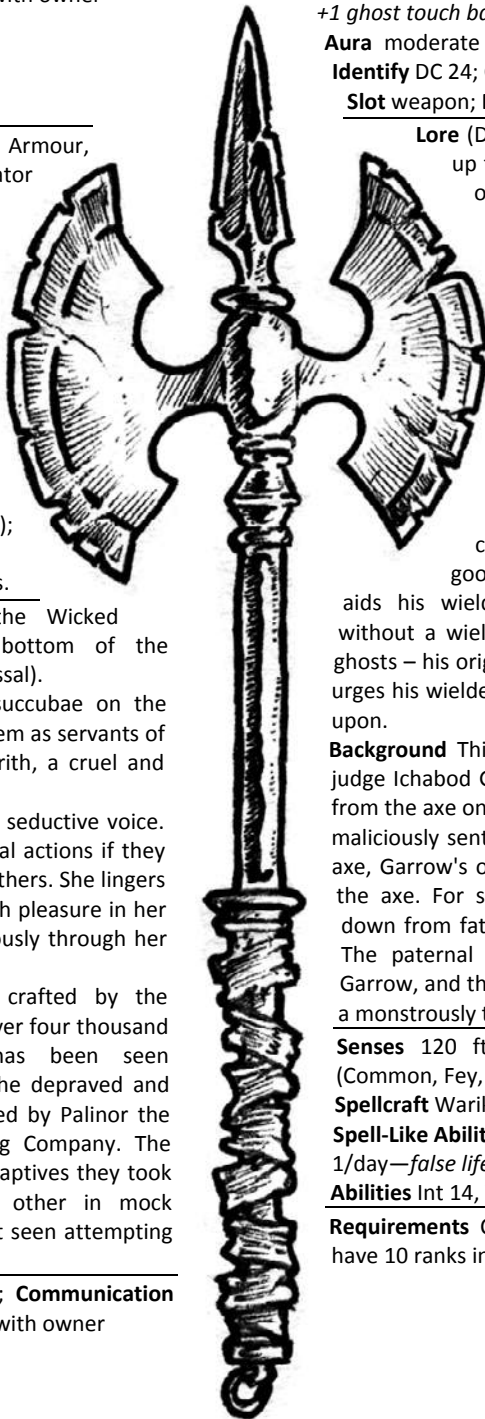 with owner
Armour,
);
s.
the Wicked
bottom of the
ssal).
succubae on the
em as servants of
rith, a cruel and
seductive voice.
al actions if they
thers. She lingers
h pleasure in her
ously through her
crafted by the
ver four thousand
has been seen
he depraved and
ed by Palinor the
g Company. The
aptives they took
other in mock
t seen attempting
; Communication
with owner
+1 ghost touch
Aura moderate
Identify DC 24;
Slot weapon;
Lore (D
up
o
c
goo
aids his wield
without a wiel
ghosts – his orig
urges his wielde
upon.
Background Thi
judge Ichabod G
from the axe on
maliciously sent
axe, Garrow's o
the axe. For s
down from fat
The paternal
Garrow, and th
a monstrously t
Senses 120 ft
(Common, Fey,
Spellcraft Waril
Spell-Like Abilit
1/day—false life
Abilities Int 14,
Requirements
have 10 ranks in